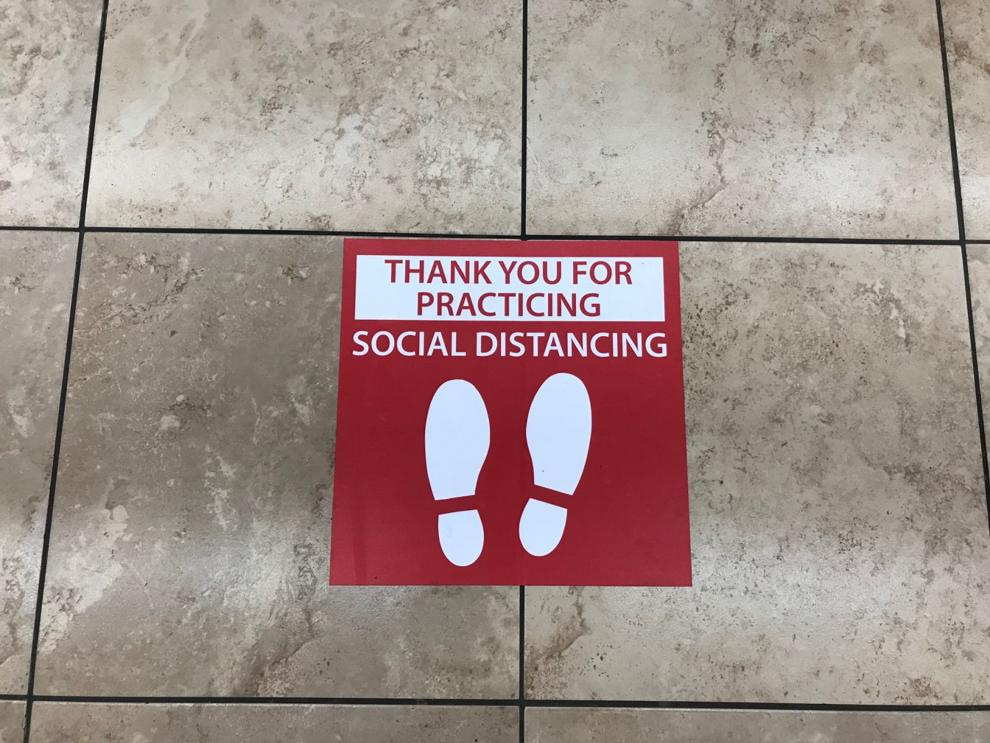 THANK YOU FOR
PRACTICING
SOCIAL DISTANCING